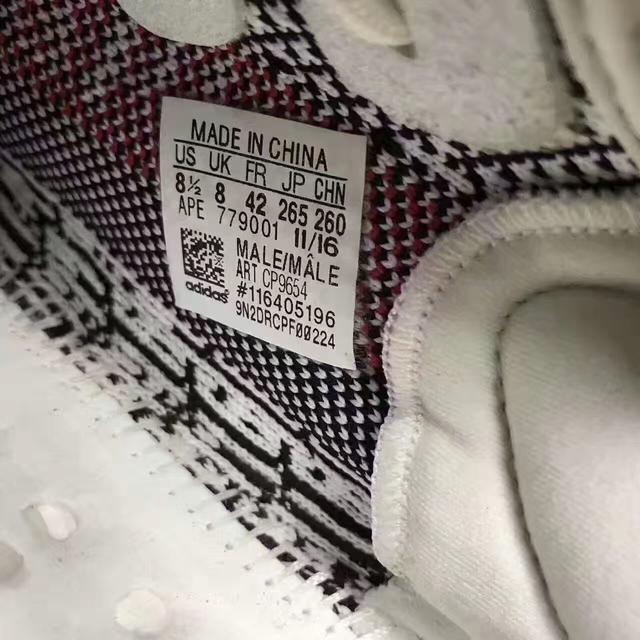 MADE IN CHINA
US UK FR JP CHN
8½ 8 42 265 260
APE 779001 11/16
MALE/MÂLE
ART CP9654
#116405196
9N2DRCPF00224
adidas